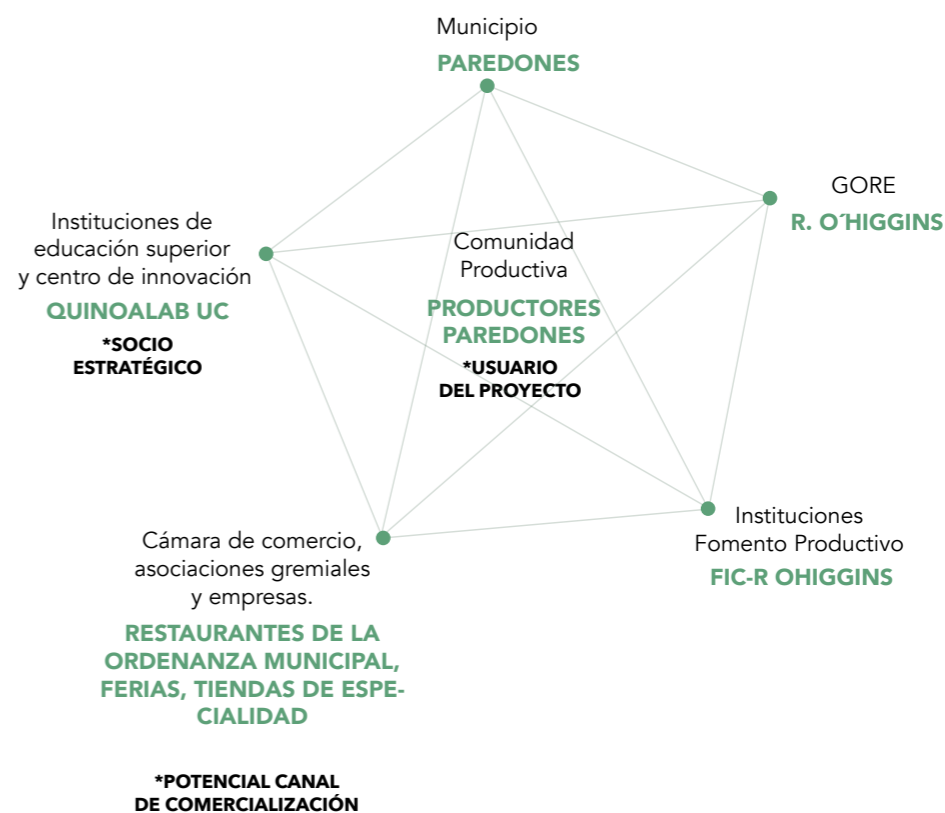 Municipio
PAREDONES
GORE
R. O´HIGGINS
Instituciones de
educación superior
y centro de innovación
QUINOALAB UC
*SOCIO
ESTRATÉGICO
Comunidad
Productiva
PRODUCTORES
PAREDONES
*USUARIO
DEL PROYECTO
Instituciones
Fomento Productivo
FIC-R OHIGGINS
Cámara de comercio,
asociaciones gremiales
y empresas.
RESTAURANTES DE LA
ORDENANZA MUNICIPAL,
FERIAS, TIENDAS DE ESPE-
CIALIDAD
*POTENCIAL CANAL
DE COMERCIALIZACIÓN